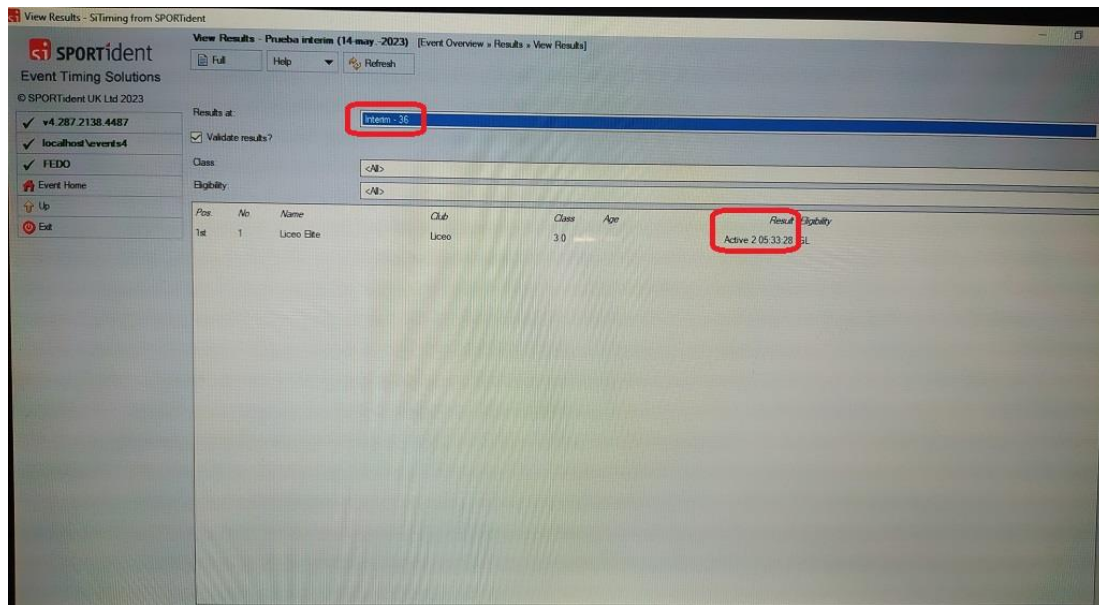 View Results - SiTiming from SPORTident
View Results - Prueba interim (14-may.-2023) [Event Overview » Results » View Results]
si SPORTident
Full Help Refresh
Event Timing Solutions
© SPORTident UK Ltd 2023
Results at:
Interim - 36
v4.287.2138.4487
Validate results?
localhost\events4
Class:
<All>
FEDO
Eligibility:
<All>
Event Home
Up
Exit
Pos. No. Name Club Class Age Result Eligibility
1st 1 Liceo Elite Liceo 3.0 Active 2 05:33:28 GL